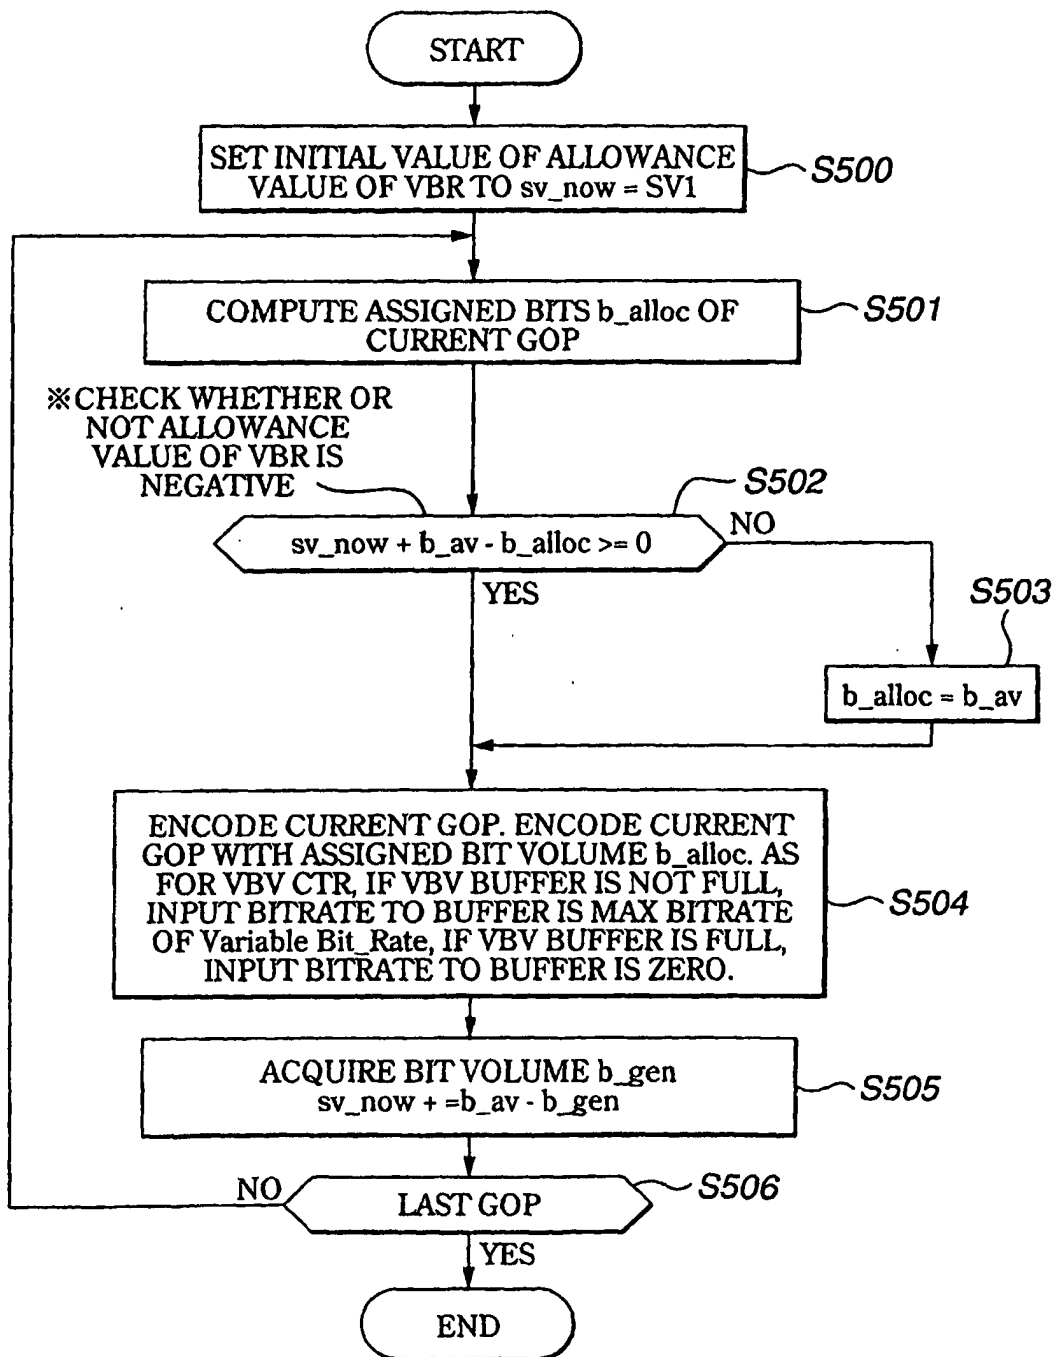 START
SET INITIAL VALUE OF ALLOWANCE
VALUE OF VBR TO sv_now = SV1
S500
COMPUTE ASSIGNED BITS b_alloc OF
CURRENT GOP
S501
※CHECK WHETHER OR
NOT ALLOWANCE
VALUE OF VBR IS
NEGATIVE
S502
sv_now + b_av - b_alloc >= 0
NO
YES
S503
b_alloc = b_av
ENCODE CURRENT GOP. ENCODE CURRENT
GOP WITH ASSIGNED BIT VOLUME b_alloc. AS
FOR VBV CTR, IF VBV BUFFER IS NOT FULL,
INPUT BITRATE TO BUFFER IS MAX BITRATE
OF Variable Bit_Rate, IF VBV BUFFER IS FULL,
INPUT BITRATE TO BUFFER IS ZERO.
S504
ACQUIRE BIT VOLUME b_gen
sv_now + =b_av - b_gen
S505
NO
LAST GOP
S506
YES
END